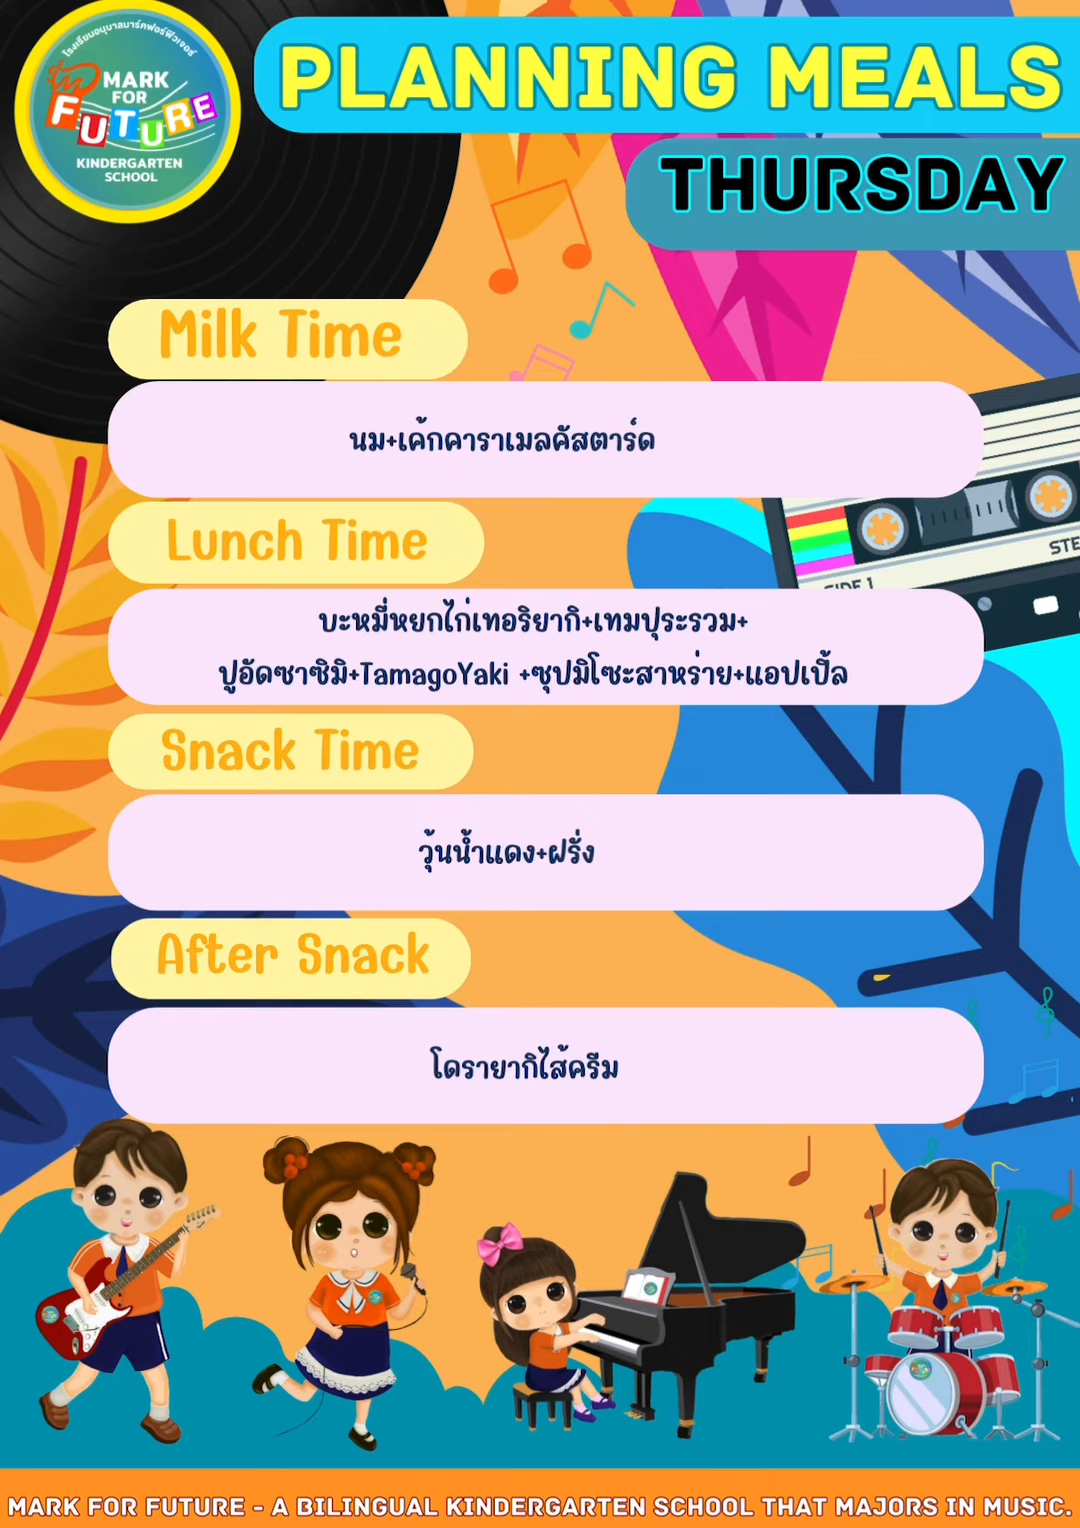 โรงเรียนอนุบาลมาร์คฟอร์ฟิวเจอร์
MARK
FOR
FUTURE
KINDERGARTEN
SCHOOL
PLANNING MEALS
THURSDAY
Milk Time
นม+เค้กคาราเมลคัสตาร์ด
Lunch Time
บะหมี่หยกไก่เทอริยากิ+เทมปุระรวม+
ปูอัดซาซิมิ+TamagoYaki +ซุปมิโซะสาหร่าย+แอปเปิ้ล
Snack Time
วุ้นน้ำแดง+ฝรั่ง
After Snack
โดรายากิไส้ครีม
SIDE 1
STE
MARK FOR FUTURE - A BILINGUAL KINDERGARTEN SCHOOL THAT MAJORS IN MUSIC.